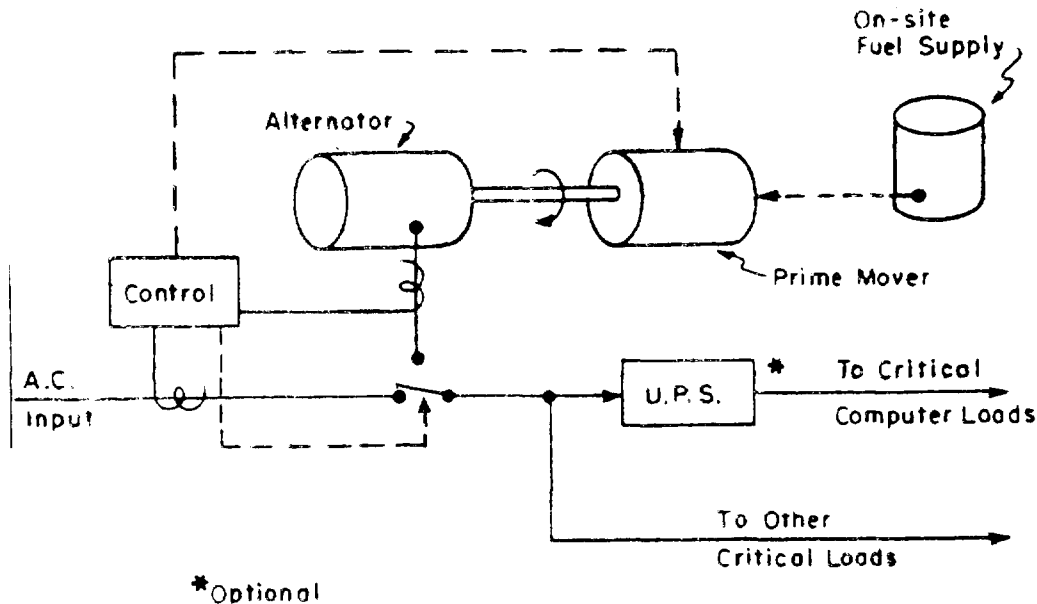 On-site
Fuel Supply
Alternator
Prime Mover
Control
A.C.
Input
U.P.S.
*
To Critical
Computer Loads
To Other
Critical Loads
*Optional